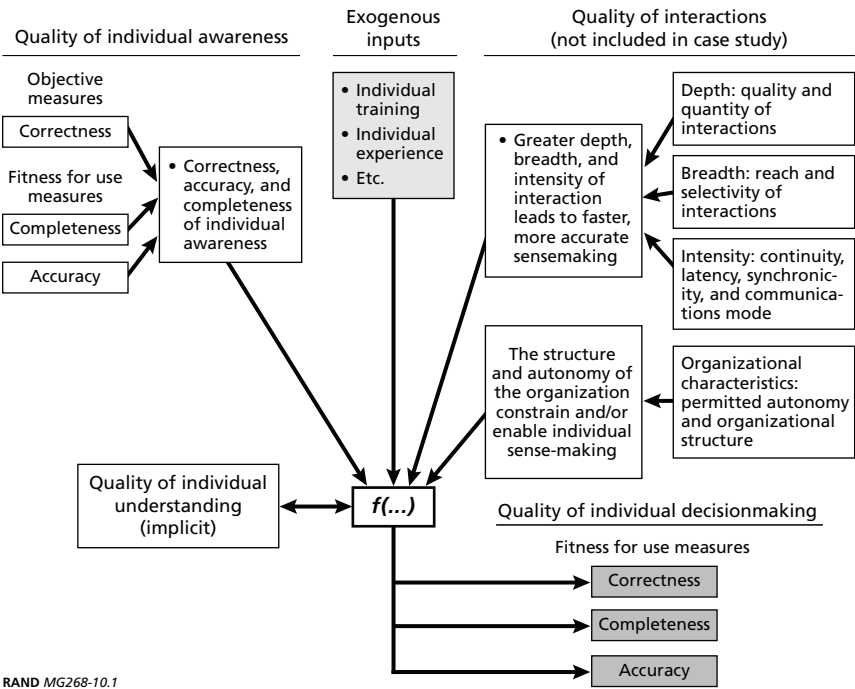 Quality of individual awareness
Objective
measures
Correctness
Fitness for use
measures
Completeness
Accuracy
• Correctness,
accuracy, and
completeness
of individual
awareness
Exogenous
inputs
• Individual
training
• Individual
experience
• Etc.
Quality of interactions
(not included in case study)
• Greater depth,
breadth, and
intensity of
interaction
leads to faster,
more accurate
sensemaking
Depth: quality and
quantity of
interactions
Breadth: reach and
selectivity of
interactions
Intensity: continuity,
latency, synchronic-
ity, and communica-
tions mode
The structure
and autonomy of
the organization
constrain and/or
enable individual
sense-making
Organizational
characteristics:
permitted autonomy
and organizational
structure
Quality of individual
understanding
(implicit)
f(...)
Quality of individual decisionmaking
Fitness for use measures
Correctness
Completeness
Accuracy
RAND MG268-10.1